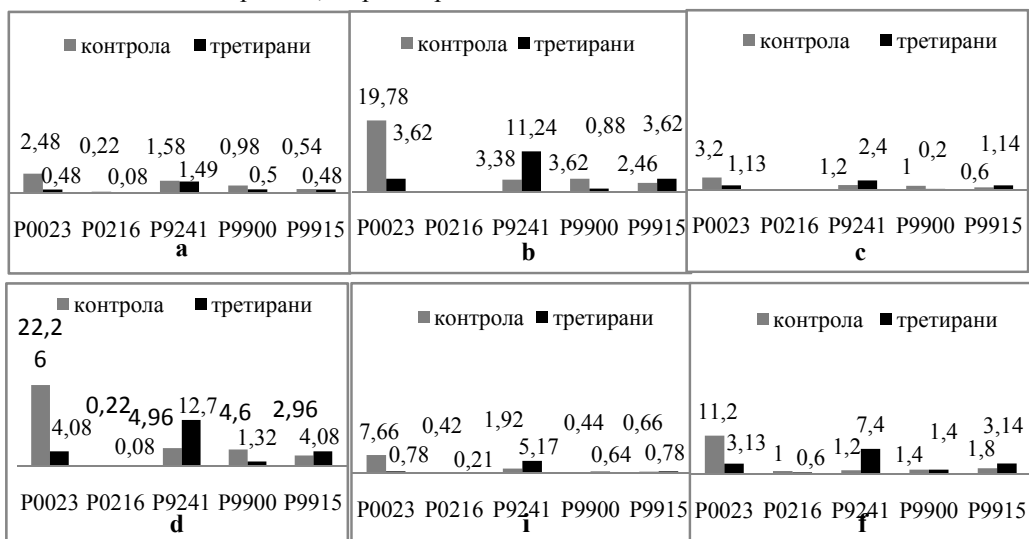 контрола третирани
2,48 0,48 0,22 0,08 1,58 1,49 0,98 0,5 0,54 0,48
P0023 P0216 P9241 P9900 P9915
a
контрола третирани
19,78 3,62 3,38 11,24 3,62 0,88 2,46 3,62
P0023 P0216 P9241 P9900 P9915
b
контрола третирани
3,2 1,13 1,2 2,4 1 0,2 0,6 1,14
P0023 P0216 P9241 P9900 P9915
c
контрола третирани
22,2
6 4,08 0,22 0,08 4,96 12,7 4,6 1,32 2,96 4,08
P0023 P0216 P9241 P9900 P9915
d
контрола третирани
7,66 0,78 0,42 0,21 1,92 5,17 0,44 0,64 0,66 0,78
P0023 P0216 P9241 P9900 P9915
i
контрола третирани
11,2 3,13 1 0,6 1,2 7,4 1,4 1,4 1,8 3,14
P0023 P0216 P9241 P9900 P9915
f